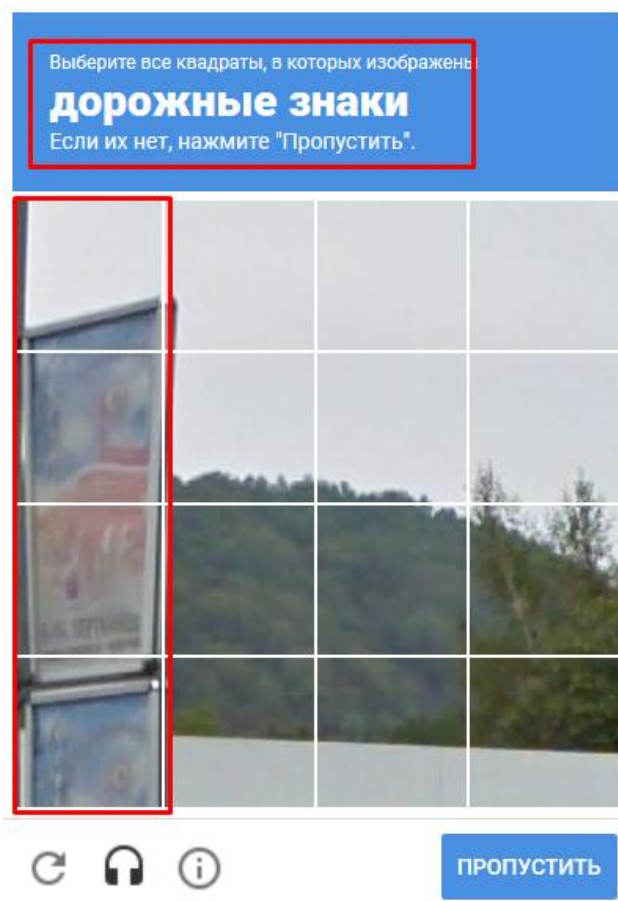 Выберите все квадраты, в которых изображены
дорожные знаки
Если их нет, нажмите "Пропустить".
ПРОПУСТИТЬ